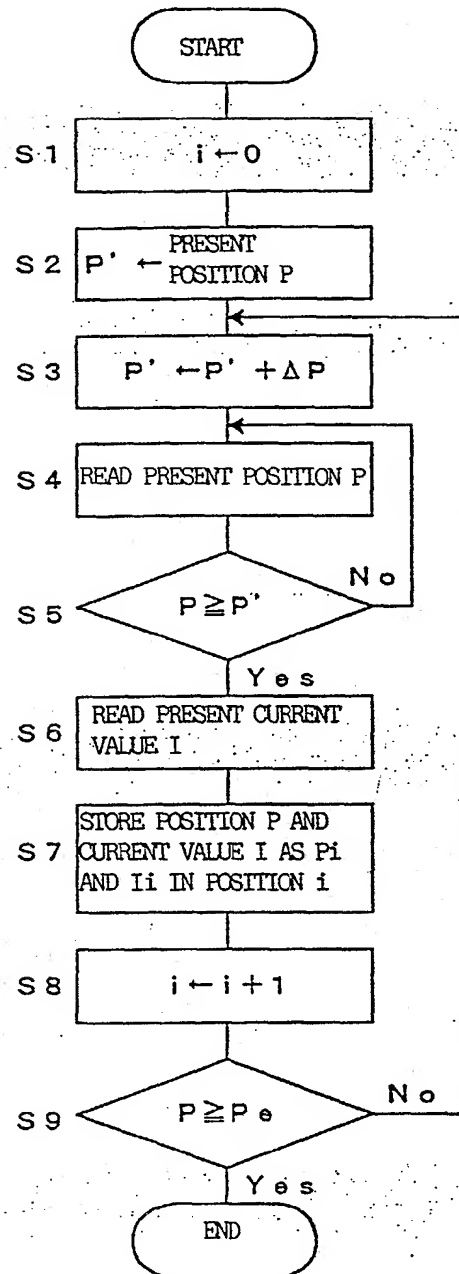 START
S1
i ← 0
S2
P' ← PRESENT
POSITION P
S3
P' ← P' + ΔP
S4
READ PRESENT POSITION P
S5
P ≧ P'
No
Yes
S6
READ PRESENT CURRENT
VALUE I
S7
STORE POSITION P AND
CURRENT VALUE I AS Pi
AND Ii IN POSITION i
S8
i ← i + 1
S9
P ≧ Pe
No
Yes
END